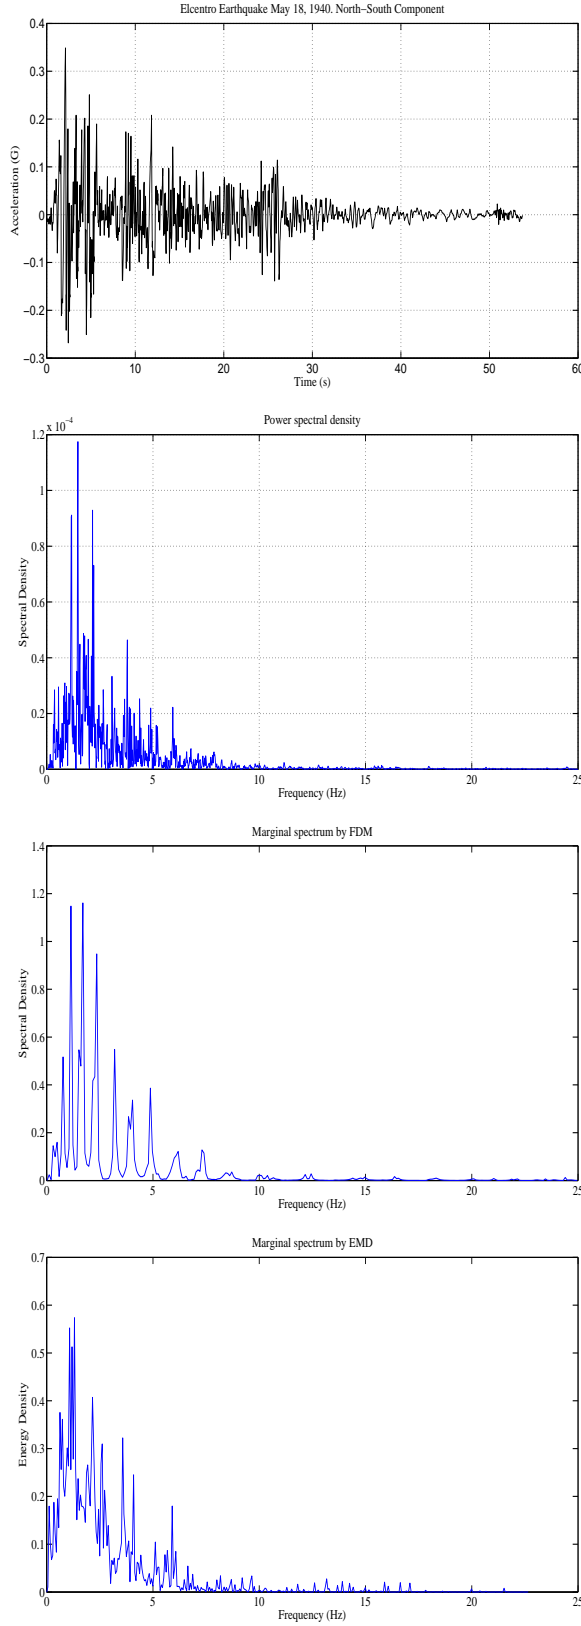 Elcentro Earthquake May 18, 1940. North−South Component
0.4
0.3
0.2
0.1
0
−0.1
−0.2
−0.3
Acceleration (G)
0 10 20 30 40 50 60
Time (s)
Power spectral density
x 10−4
1.2
1
0.8
0.6
0.4
0.2
0
Spectral Density
0 5 10 15 20 25
Frequency (Hz)
Marginal spectrum by FDM
1.4
1.2
1
0.8
0.6
0.4
0.2
0
Spectral Density
0 5 10 15 20 25
Frequency (Hz)
Marginal spectrum by EMD
0.7
0.6
0.5
0.4
0.3
0.2
0.1
0
Energy Density
0 5 10 15 20 25
Frequency (Hz)